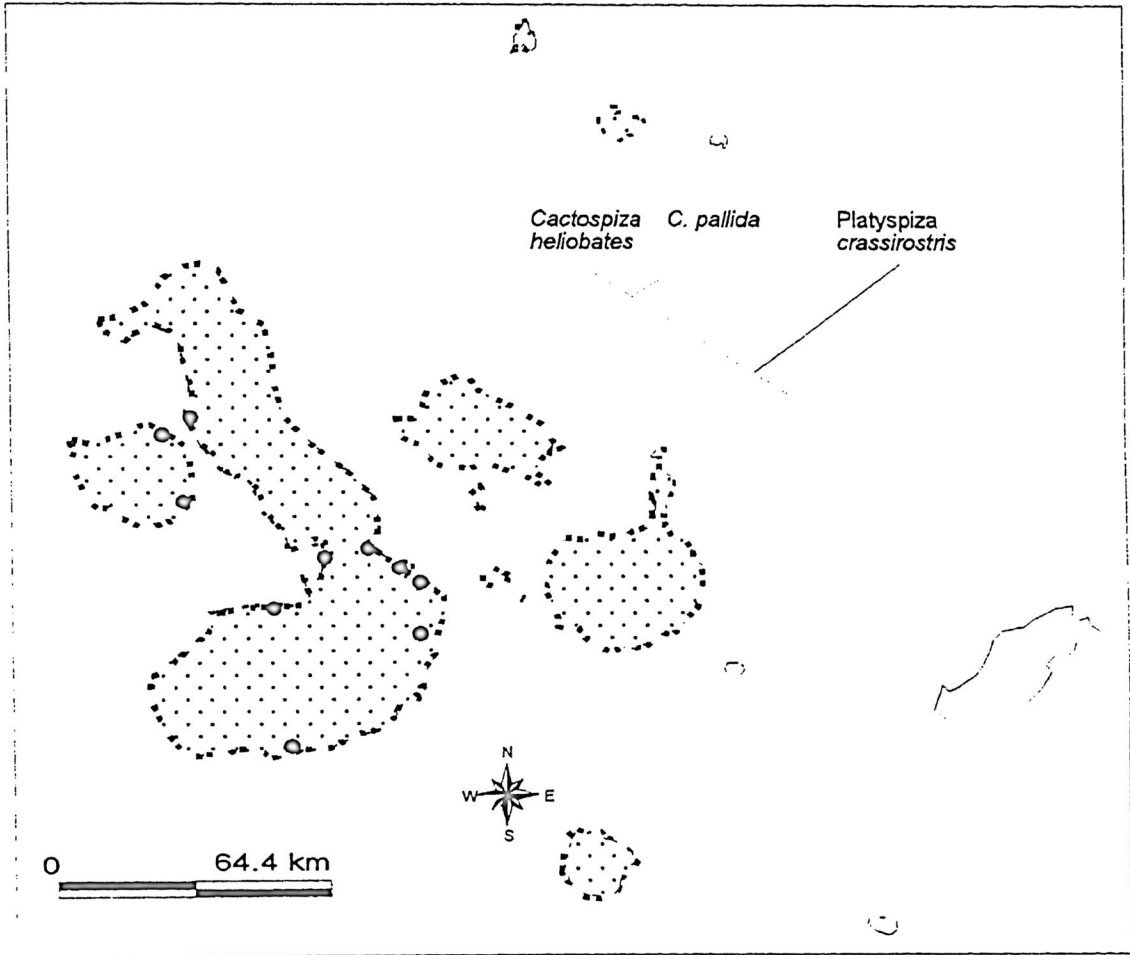 Cactospiza C. pallida Platyspiza
heliobates crassirostris
N
W E
S
0 64.4 km